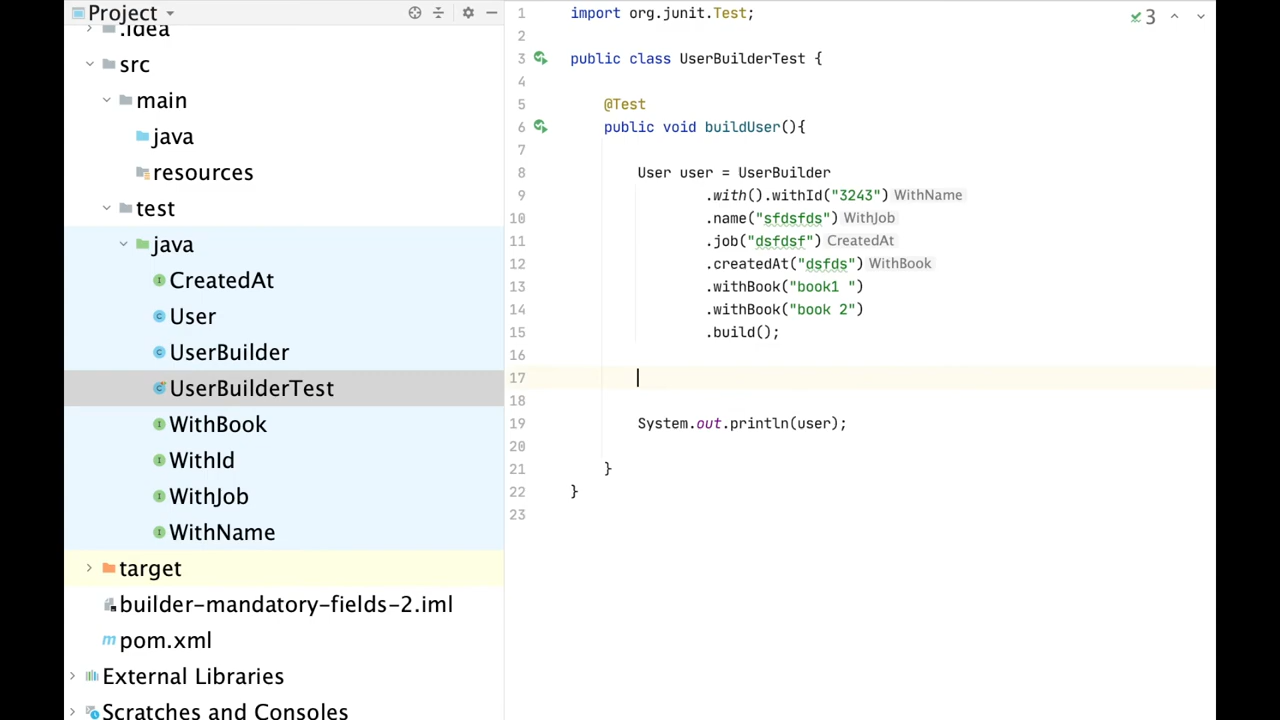 Project
.idea
src
main
java
resources
test
java
CreatedAt
User
UserBuilder
UserBuilderTest
WithBook
WithId
WithJob
WithName
target
builder-mandatory-fields-2.iml
pom.xml
External Libraries
Scratches and Consoles
1 import org.junit.Test;
2
3 public class UserBuilderTest {
4
5 @Test
6 public void buildUser(){
7
8 User user = UserBuilder
9 .with().withId("3243") WithName
10 .name("sfdsfds") WithJob
11 .job("dsfdsf") CreatedAt
12 .createdAt("dsfds") WithBook
13 .withBook("book1 ")
14 .withBook("book 2")
15 .build();
16
17
18
19 System.out.println(user);
20
21 }
22 }
23
3